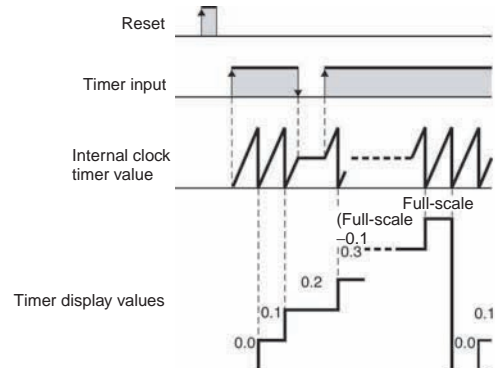 Reset
Timer input
Internal clock
timer value
Full-scale
(Full-scale
–0.1
0.3
0.2
Timer display values
0.1
0.1
0.0
0.0